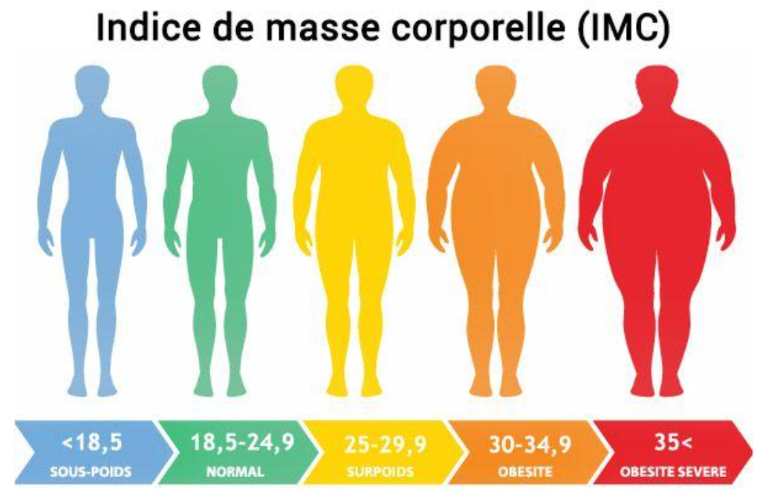 Indice de masse corporelle (IMC)
<18,5
SOUS-POIDS
18,5-24,9
NORMAL
25-29,9
SURPOIDS
30-34,9
OBESITE
35<
OBESITE SEVERE